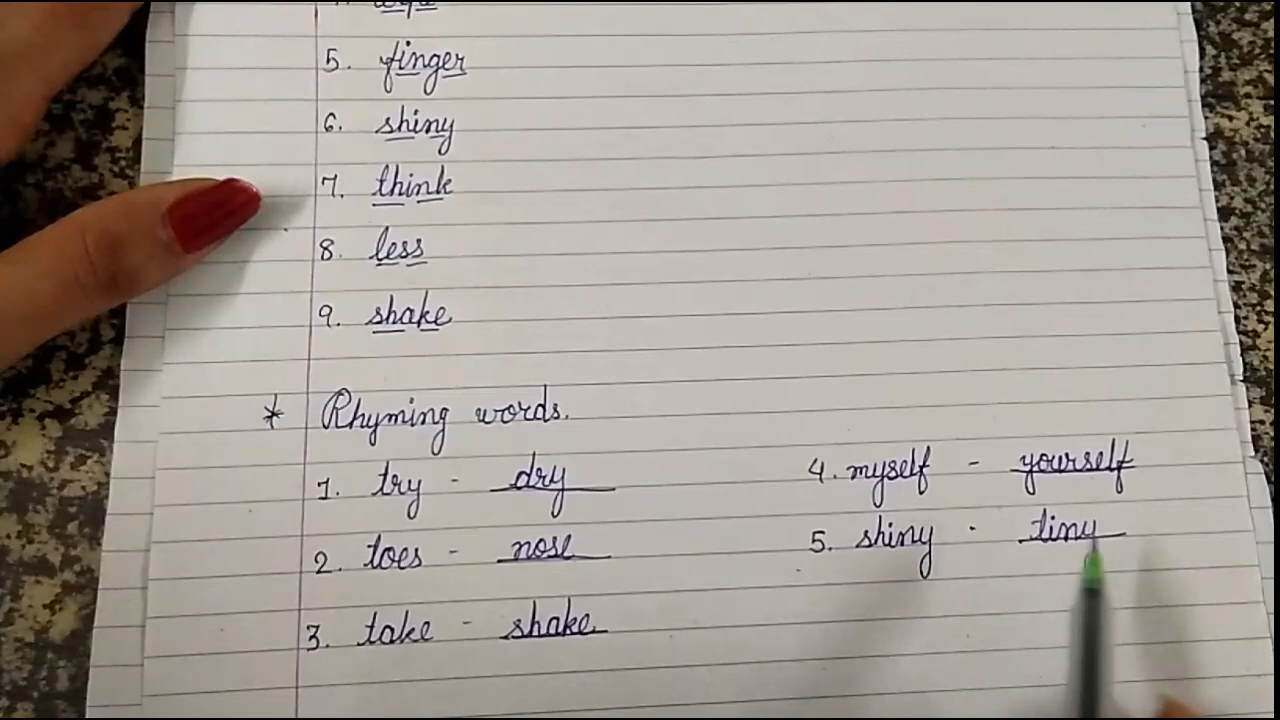 5. finger
6. shiny
7. think
8. less
9. shake
* Rhyming words.
1. try - dry
2. toes - nose
3. take - shake
4. myself - yourself
5. shiny - tiny